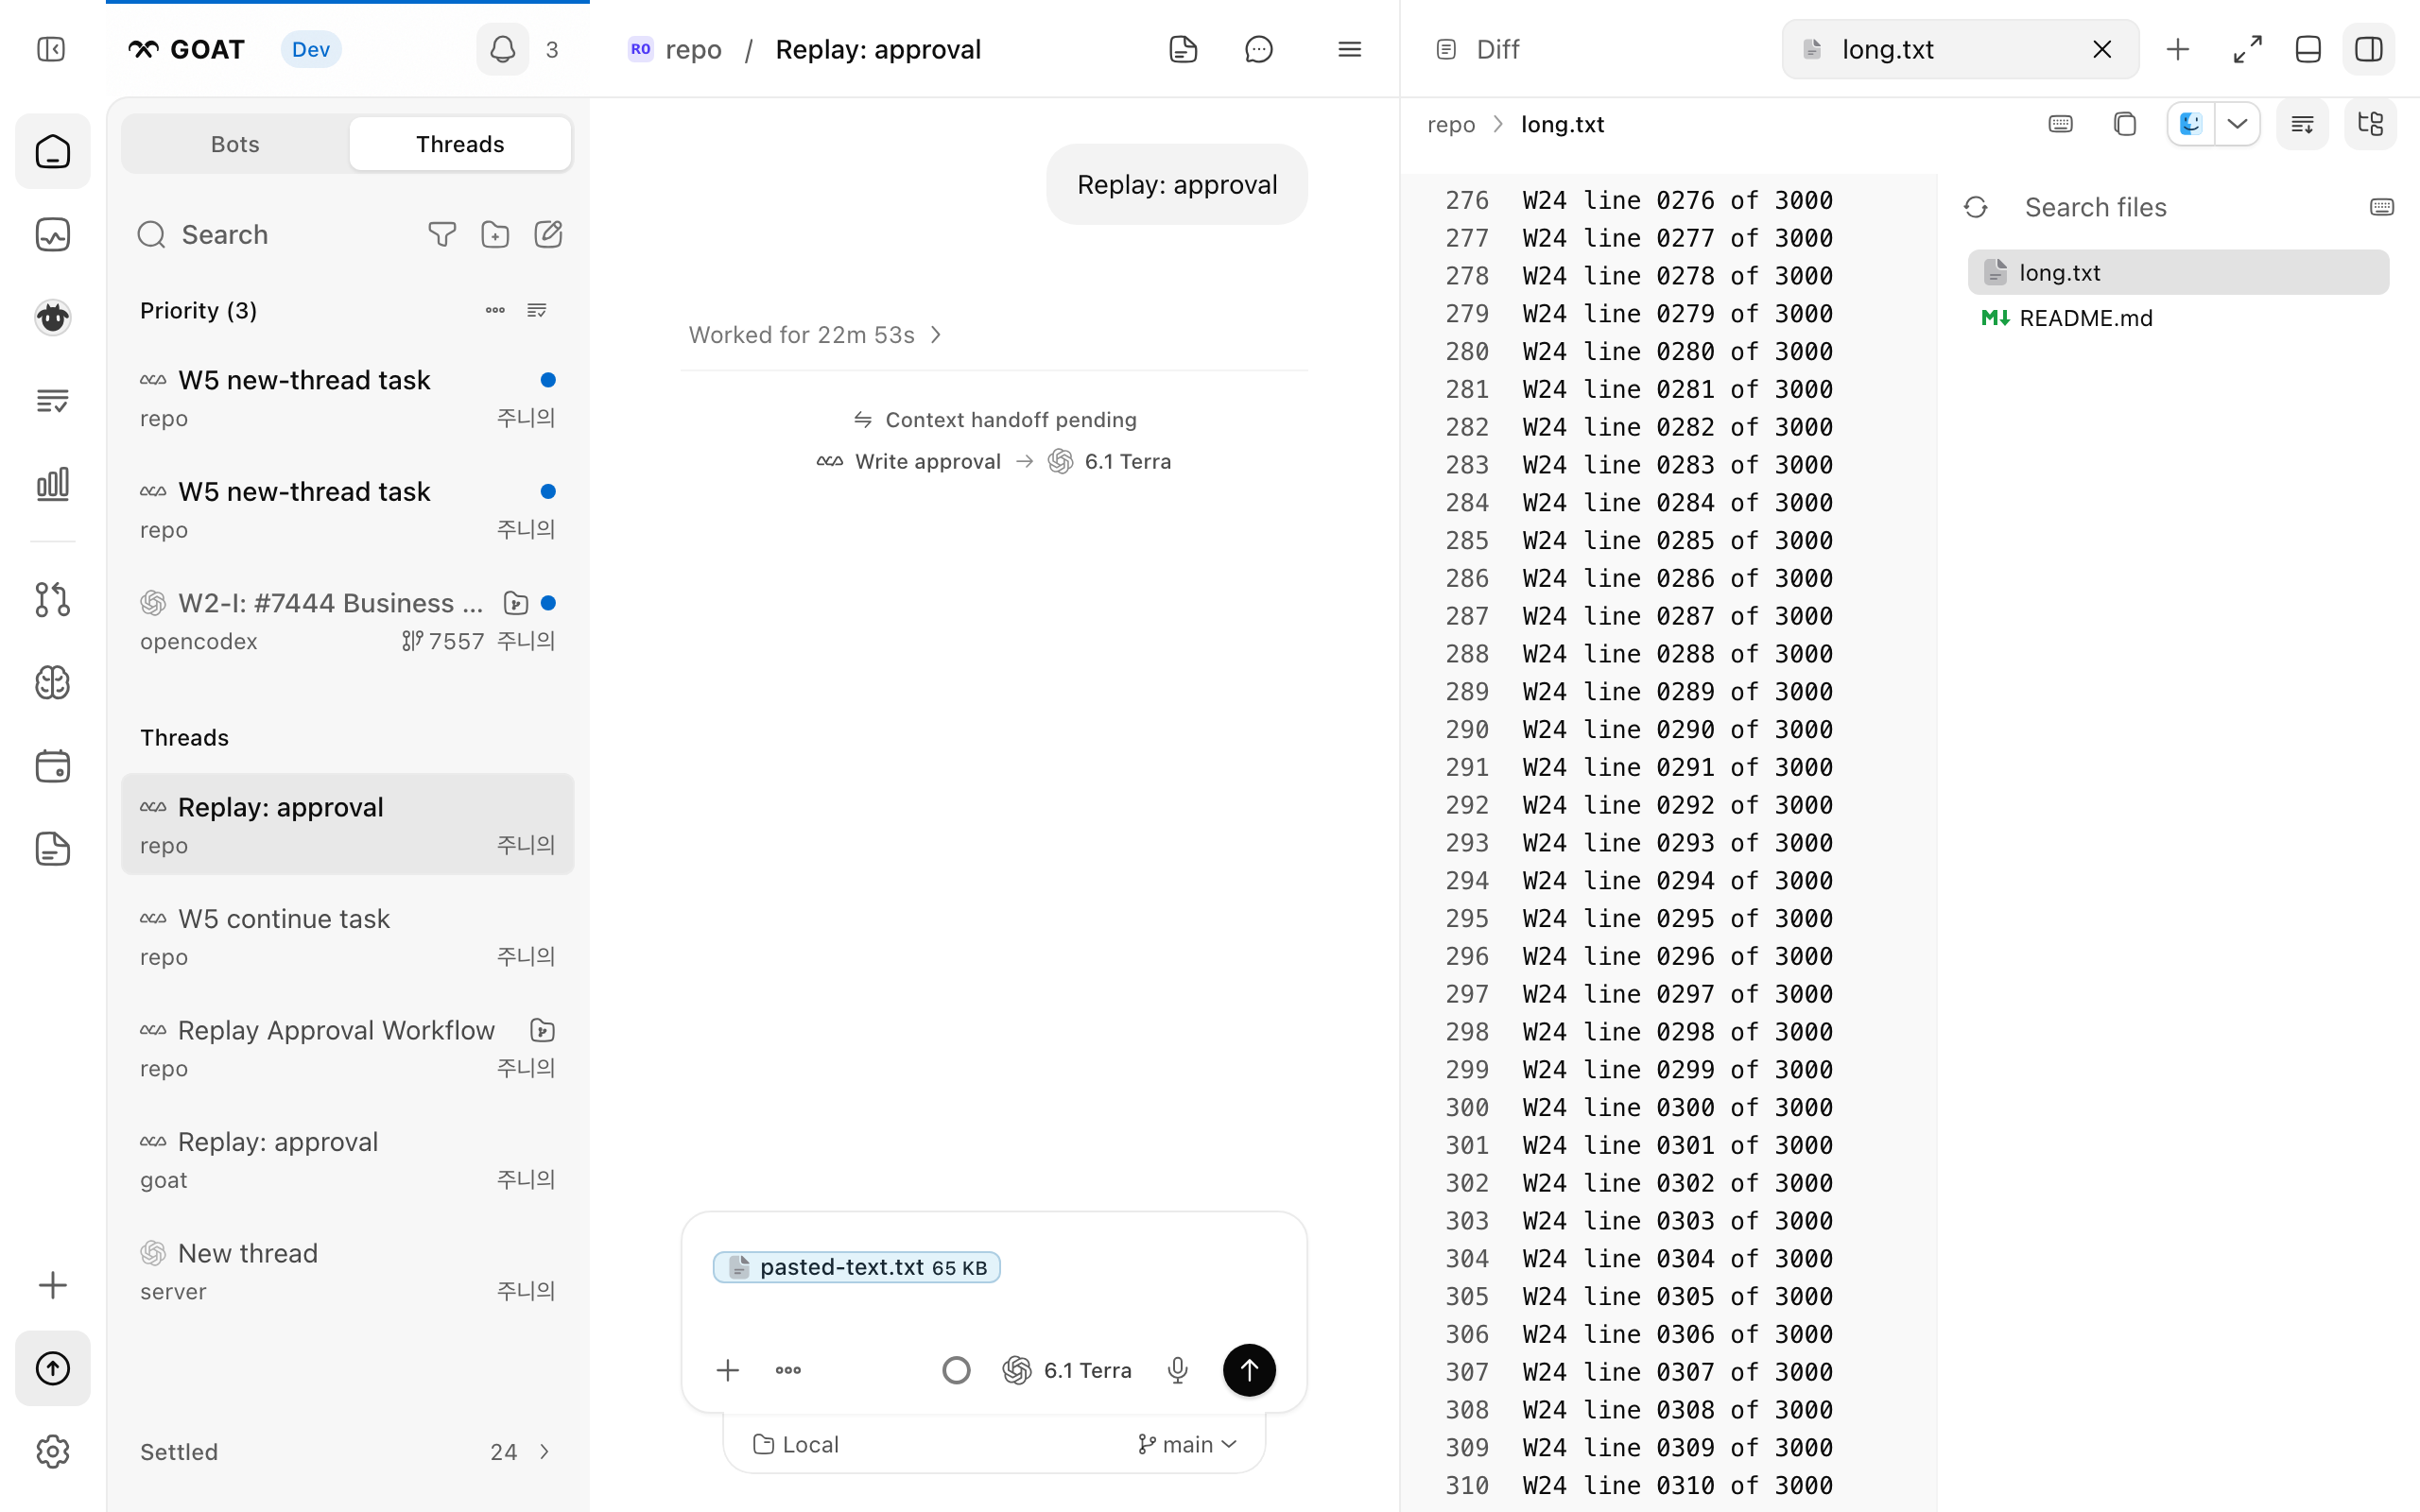 GOAT Dev 3
Bots Threads
Search
Priority (3)
W5 new-thread task
repo 주니의
W5 new-thread task
repo 주니의
W2-I: #7444 Business ...
opencodex 7557 주니의
Threads
Replay: approval
repo 주니의
W5 continue task
repo 주니의
Replay Approval Workflow
repo 주니의
Replay: approval
goat 주니의
New thread
server 주니의
Settled 24
RO repo / Replay: approval
Replay: approval
Worked for 22m 53s
Context handoff pending
Write approval → 6.1 Terra
pasted-text.txt 65 KB
6.1 Terra
Local main
Diff long.txt
repo > long.txt
276 W24 line 0276 of 3000
277 W24 line 0277 of 3000
278 W24 line 0278 of 3000
279 W24 line 0279 of 3000
280 W24 line 0280 of 3000
281 W24 line 0281 of 3000
282 W24 line 0282 of 3000
283 W24 line 0283 of 3000
284 W24 line 0284 of 3000
285 W24 line 0285 of 3000
286 W24 line 0286 of 3000
287 W24 line 0287 of 3000
288 W24 line 0288 of 3000
289 W24 line 0289 of 3000
290 W24 line 0290 of 3000
291 W24 line 0291 of 3000
292 W24 line 0292 of 3000
293 W24 line 0293 of 3000
294 W24 line 0294 of 3000
295 W24 line 0295 of 3000
296 W24 line 0296 of 3000
297 W24 line 0297 of 3000
298 W24 line 0298 of 3000
299 W24 line 0299 of 3000
300 W24 line 0300 of 3000
301 W24 line 0301 of 3000
302 W24 line 0302 of 3000
303 W24 line 0303 of 3000
304 W24 line 0304 of 3000
305 W24 line 0305 of 3000
306 W24 line 0306 of 3000
307 W24 line 0307 of 3000
308 W24 line 0308 of 3000
309 W24 line 0309 of 3000
310 W24 line 0310 of 3000
Search files
long.txt
M↓ README.md